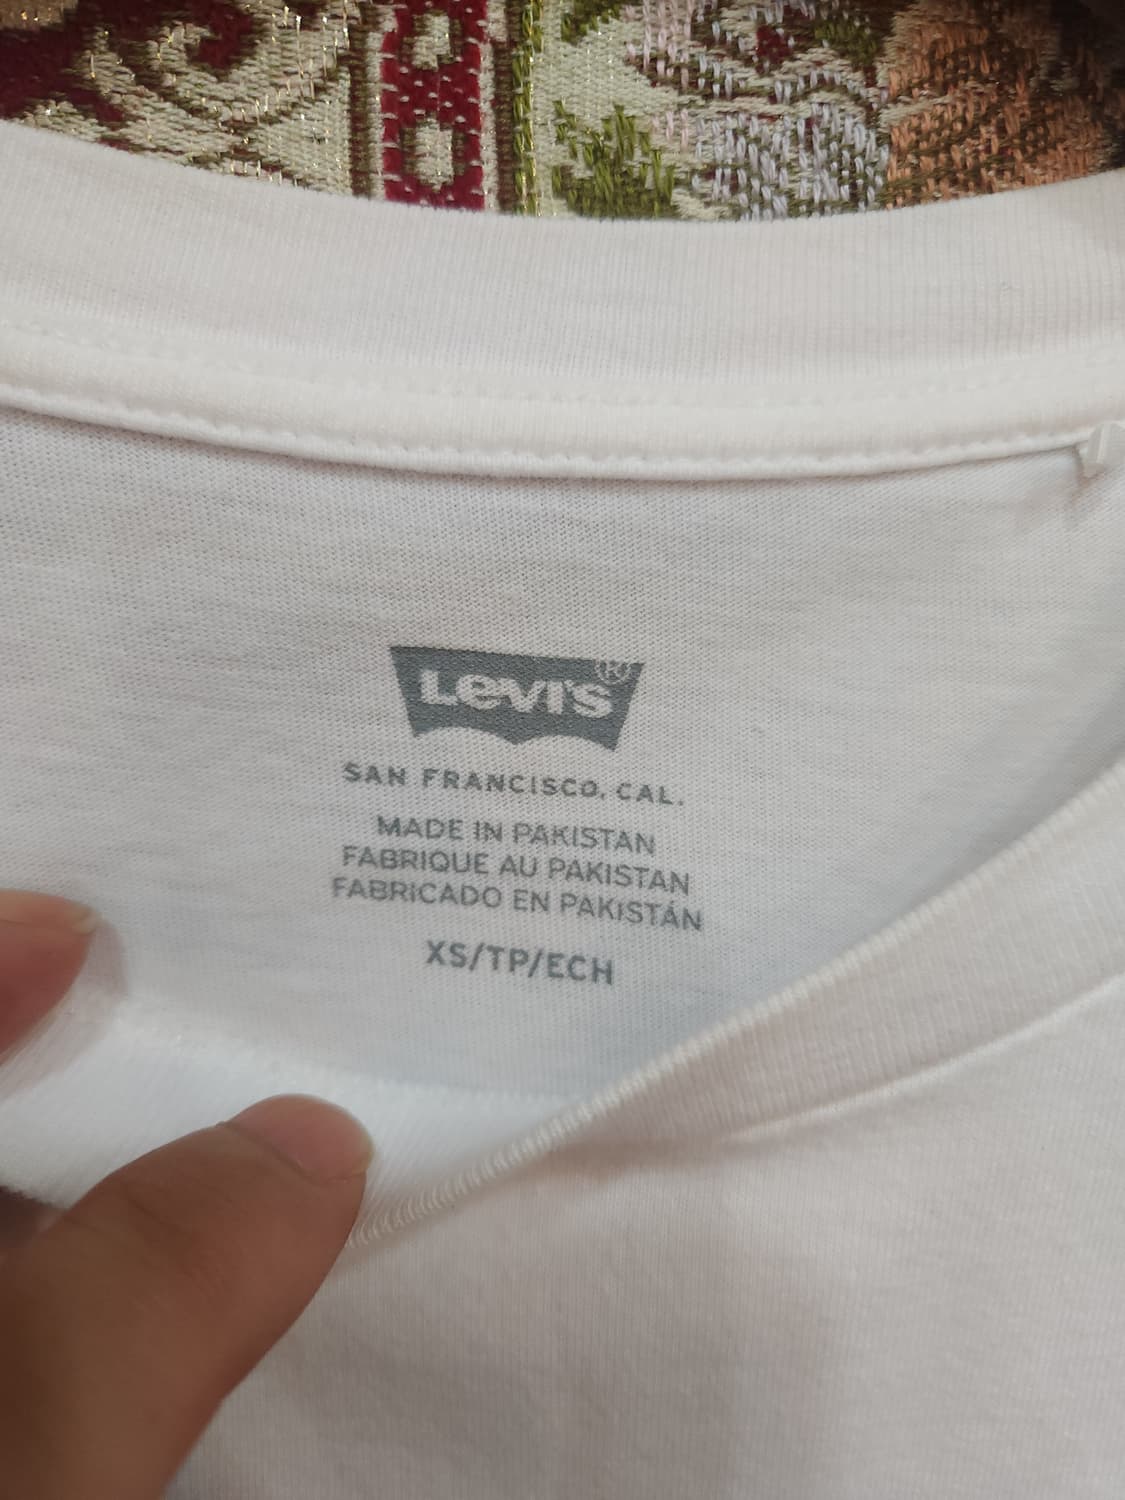 Levi's ®
SAN FRANCISCO, CAL.
MADE IN PAKISTAN
FABRIQUE AU PAKISTAN
FABRICADO EN PAKISTÁN
XS/TP/ECH